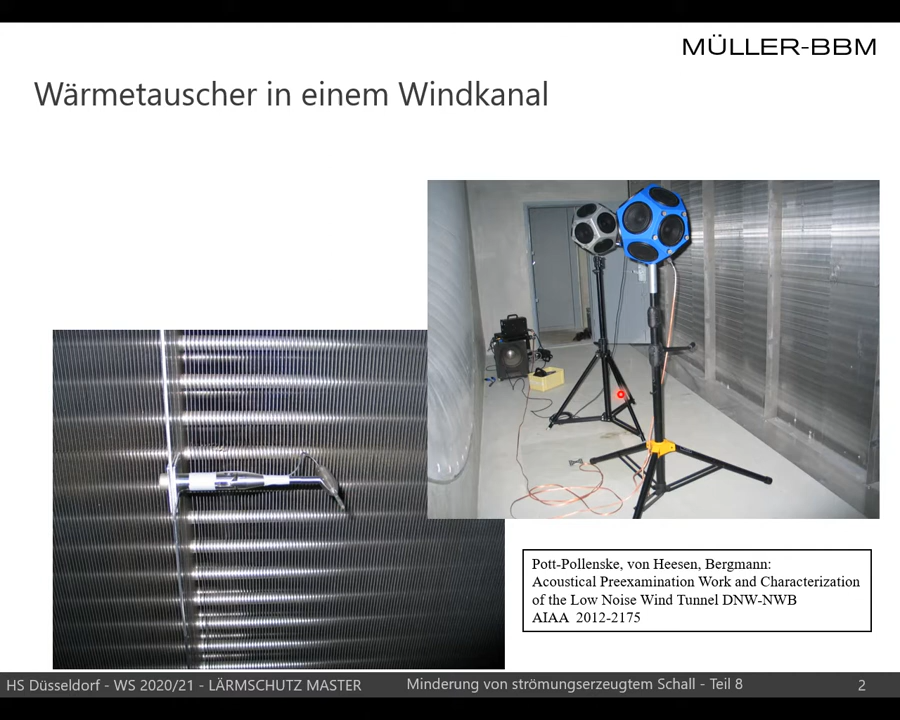 MÜLLER-BBM
Wärmetauscher in einem Windkanal
Pott-Pollenske, von Heesen, Bergmann:
Acoustical Preexamination Work and Characterization
of the Low Noise Wind Tunnel DNW-NWB
AIAA 2012-2175
HS Düsseldorf - WS 2020/21 - LÄRMSCHUTZ MASTER
Minderung von strömungserzeugtem Schall - Teil 8
2